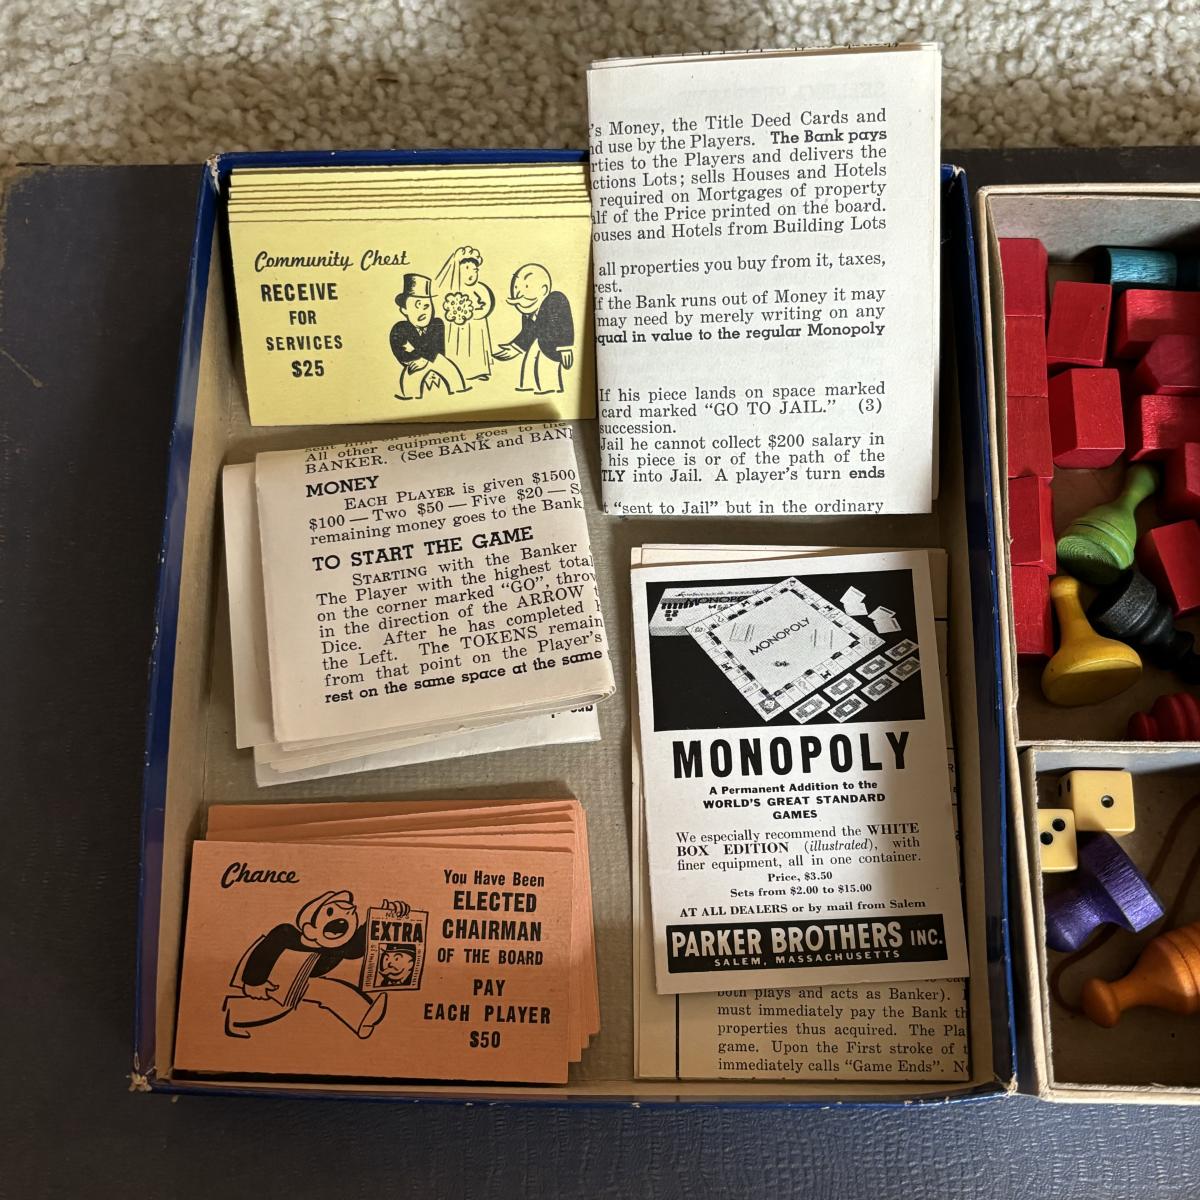 Community Chest
RECEIVE
FOR
SERVICES
$25
's Money, the Title Deed Cards and
nd use by the Players. The Bank pays
rties to the Players and delivers the
ctions Lots; sells Houses and Hotels
required on Mortgages of property
alf of the Price printed on the board.
ouses and Hotels from Building Lots
all properties you buy from it, taxes,
rest.
If the Bank runs out of Money it may
may need by merely writing on any
equal in value to the regular Monopoly
If his piece lands on space marked
card marked "GO TO JAIL." (3)
succession.
Jail he cannot collect $200 salary in
his piece is or of the path of the
TLY into Jail. A player's turn ends
t "sent to Jail" but in the ordinary
All other equipment goes to the
BANKER. (See BANK and BAN
MONEY
EACH PLAYER is given $1500
$100 — Two $50 — Five $20 — S
remaining money goes to the Bank
TO START THE GAME
STARTING with the Banker
The Player with the highest total
on the corner marked "GO", throw
in the direction of the ARROW
Dice. After he has completed
the Left. The TOKENS remain
from that point on the Player's
rest on the same space at the same
MONOPOLY
MONOPOLY
MONOPOLY
A Permanent Addition to the
WORLD'S GREAT STANDARD
GAMES
We especially recommend the WHITE
BOX EDITION (illustrated), with
finer equipment, all in one container.
Price, $3.50
Sets from $2.00 to $15.00
AT ALL DEALERS or by mail from Salem
PARKER BROTHERS INC.
SALEM, MASSACHUSETTS
both plays and acts as Banker).
must immediately pay the Bank th
properties thus acquired. The Pla
game. Upon the First stroke of t
immediately calls "Game Ends". N
Chance
You Have Been
ELECTED
CHAIRMAN
OF THE BOARD
PAY
EACH PLAYER
$50
NEWS
EXTRA